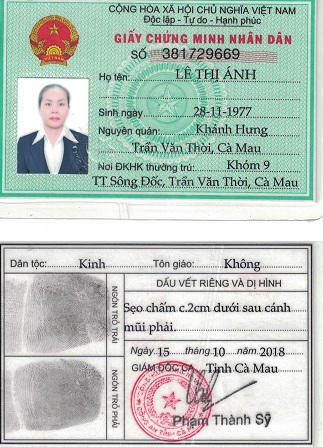 CỘNG HÒA XÃ HỘI CHỦ NGHĨA VIỆT NAM
Độc lập - Tự do - Hạnh phúc
GIẤY CHỨNG MINH NHÂN DÂN
SỐ 381729669
Họ tên: LÊ THỊ ÁNH
Sinh ngày 28-11-1977
Nguyên quán: Khánh Hưng
Trần Văn Thời, Cà Mau
Nơi ĐKHK thường trú: Khóm 9
TT Sông Đốc, Trần Văn Thời, Cà Mau
Dân tộc: Kinh Tôn giáo: Không
NGÓN TRỎ TRÁI
NGÓN TRỎ PHẢI
DẤU VẾT RIÊNG VÀ DỊ HÌNH
Sẹo chấm c.2cm dưới sau cánh
mũi phải.
Ngày 15 tháng 10 năm 2018
GIÁM ĐỐC CA Tỉnh Cà Mau
Phạm Thành Sỹ